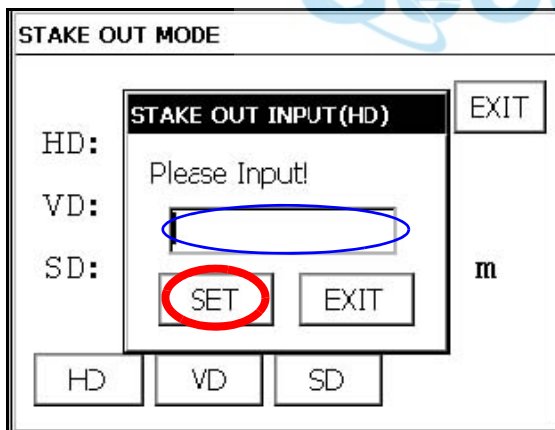 STAKE OUT MODE
EXIT
STAKE OUT INPUT(HD)
HD:
Please Input!
VD:
SD:
m
SET
EXIT
HD
VD
SD